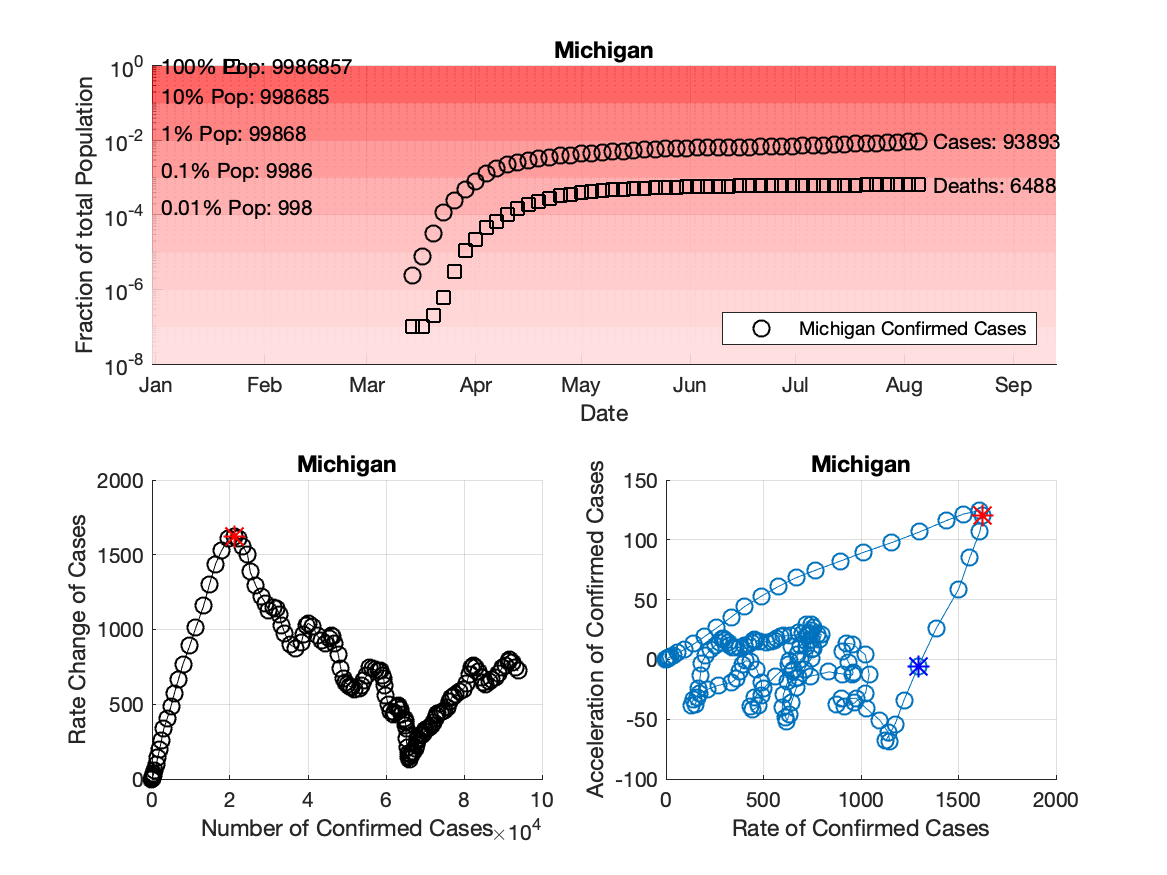 Michigan
10^0
10^-2
10^-4
10^-6
10^-8
Fraction of total Population
100% Pop: 9986857
10% Pop: 998685
1% Pop: 99868
0.1% Pop: 9986
0.01% Pop: 998
Cases: 93893
Deaths: 6488
Michigan Confirmed Cases
Jan Feb Mar Apr May Jun Jul Aug Sep
Date
Michigan
2000
1500
1000
500
0
Rate Change of Cases
0 2 4 6 8 10
Number of Confirmed Cases ×10^4
Michigan
150
100
50
0
-50
-100
Acceleration of Confirmed Cases
0 500 1000 1500 2000
Rate of Confirmed Cases